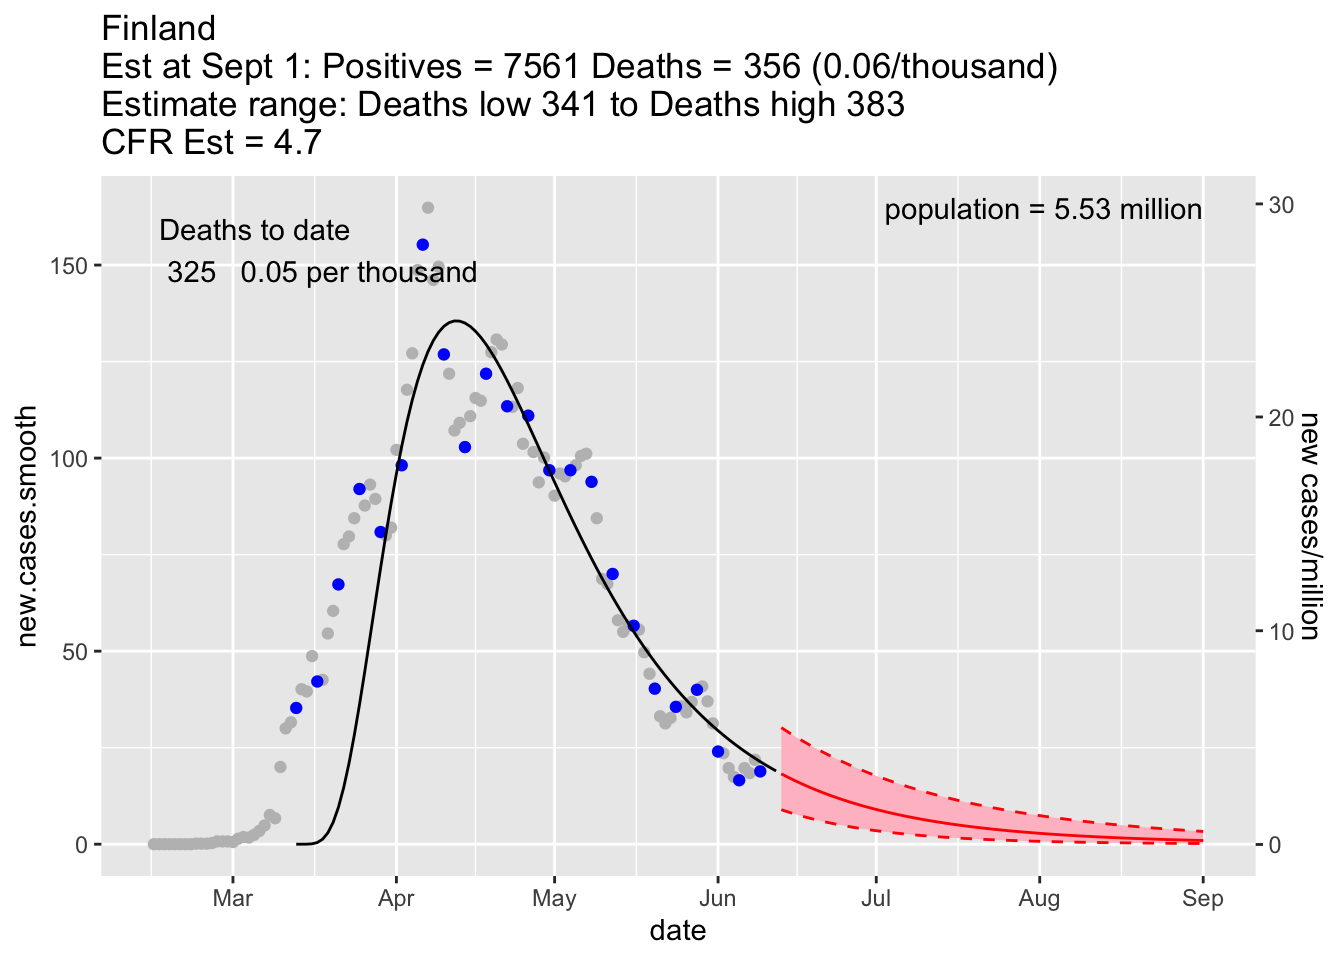 Finland
Est at Sept 1: Positives = 7561 Deaths = 356 (0.06/thousand)
Estimate range: Deaths low 341 to Deaths high 383
CFR Est = 4.7
Deaths to date
325 0.05 per thousand
population = 5.53 million
new.cases.smooth
150
100
50
0
30
20
10
0
new cases/million
Mar Apr May Jun Jul Aug Sep
date